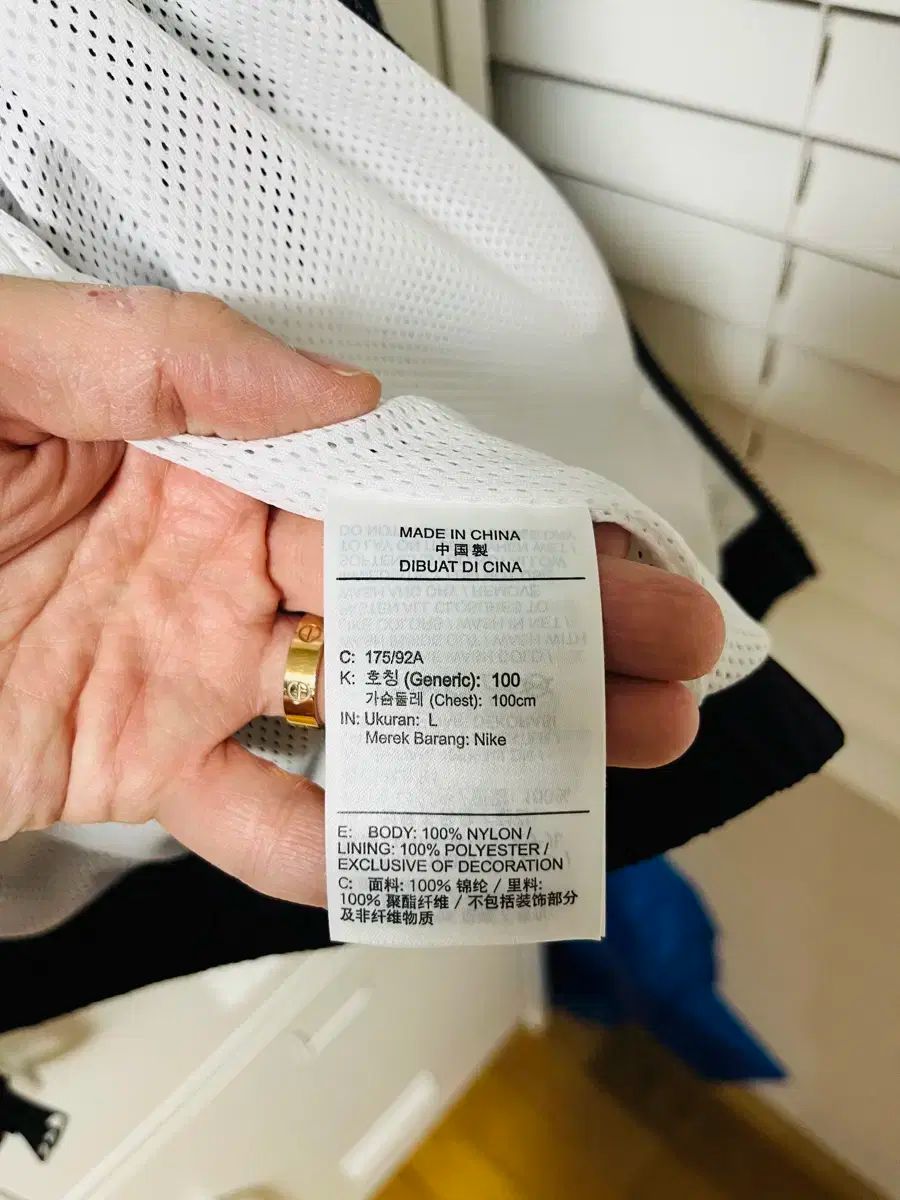 MADE IN CHINA
中国製
DIBUAT DI CINA
C: 175/92A
K: 호칭 (Generic): 100
가슴둘레 (Chest): 100cm
IN: Ukuran: L
Merek Barang: Nike
E: BODY: 100% NYLON /
LINING: 100% POLYESTER /
EXCLUSIVE OF DECORATION
C: 面料: 100% 锦纶 / 里料:
100% 聚酯纤维 / 不包括装饰部分
及非纤维物质